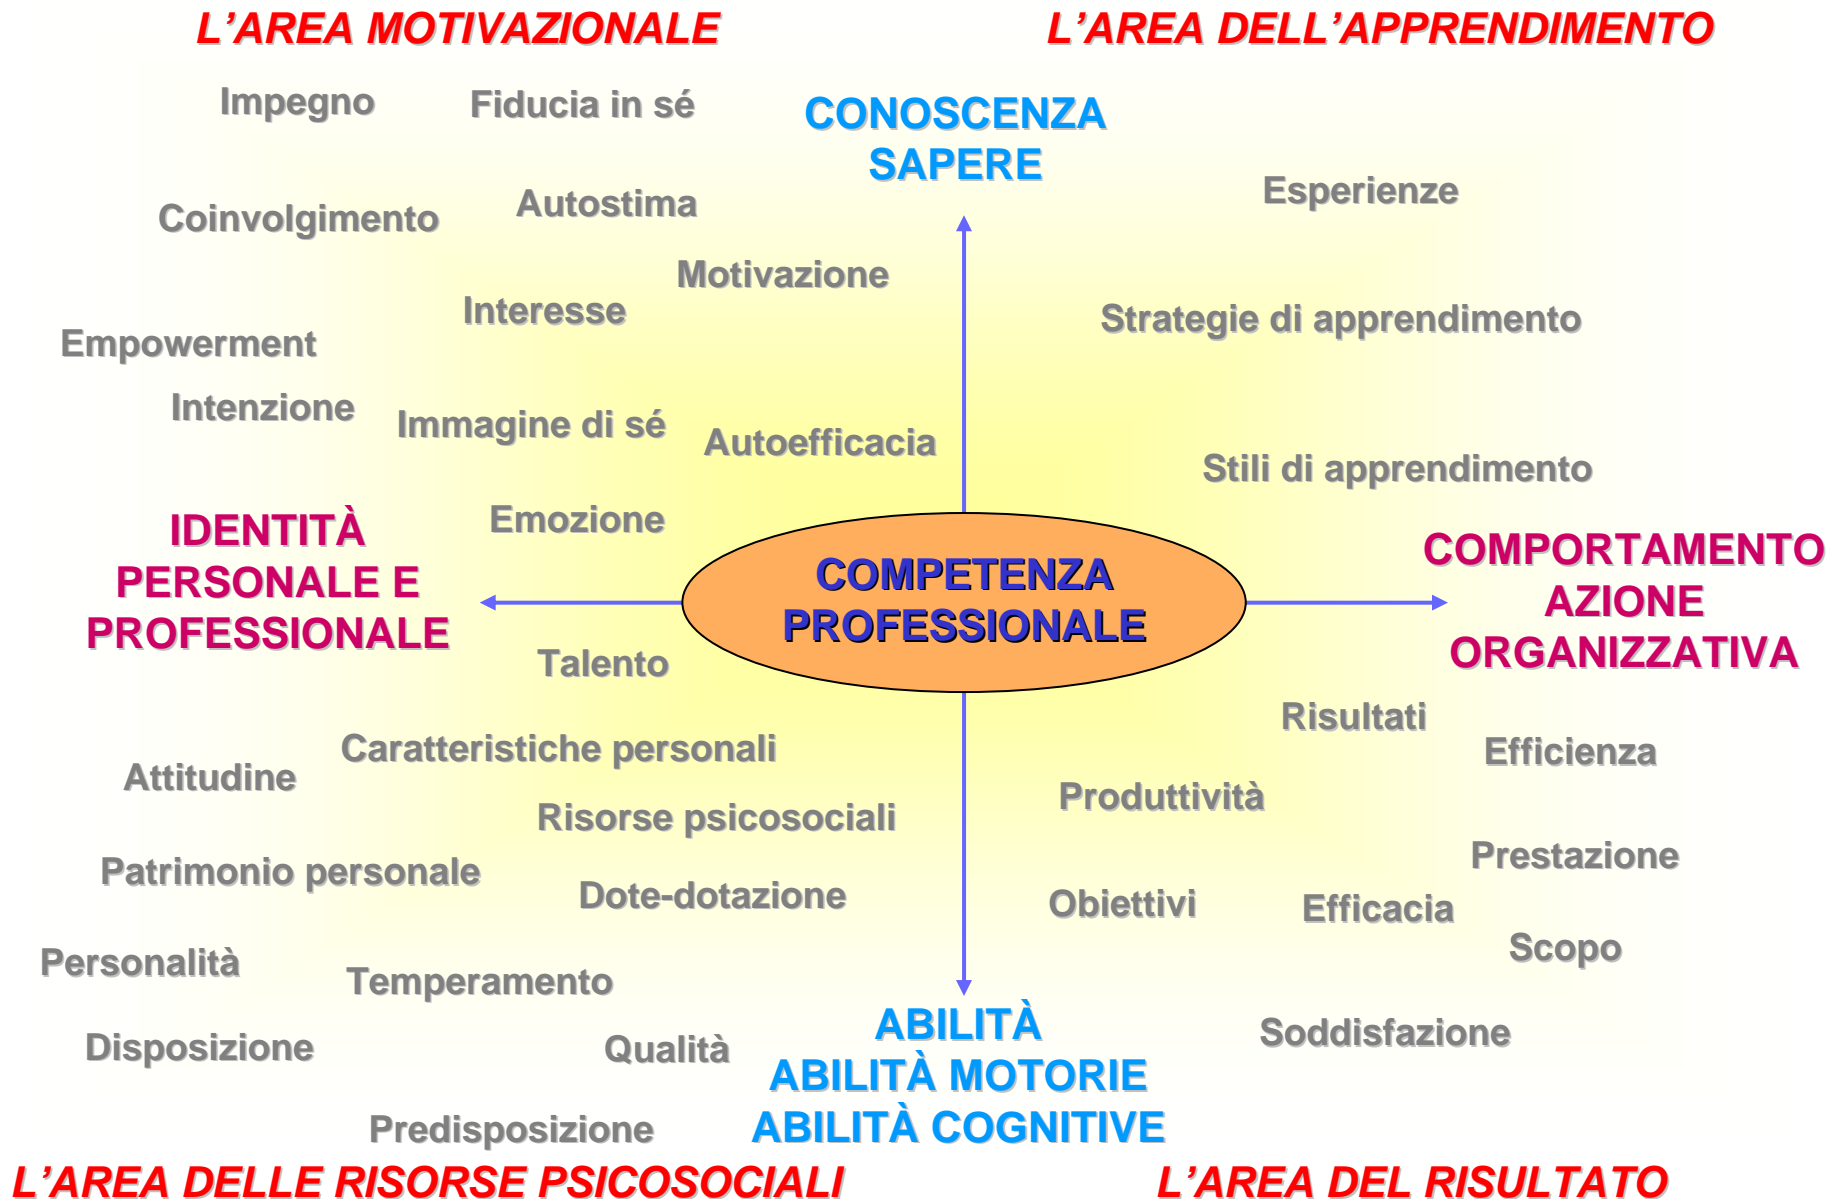 L’AREA MOTIVAZIONALE
L’AREA DELL’APPRENDIMENTO
Impegno
Fiducia in sé
CONOSCENZA
SAPERE
Coinvolgimento
Autostima
Esperienze
Motivazione
Interesse
Strategie di apprendimento
Empowerment
Intenzione
Immagine di sé
Autoefficacia
Stili di apprendimento
Emozione
IDENTITÀ
PERSONALE E
PROFESSIONALE
COMPETENZA
PROFESSIONALE
COMPORTAMENTO
AZIONE
ORGANIZZATIVA
Talento
Risultati
Caratteristiche personali
Efficienza
Attitudine
Produttività
Risorse psicosociali
Prestazione
Patrimonio personale
Dote-dotazione
Obiettivi
Efficacia
Scopo
Personalità
Temperamento
Disposizione
Qualità
ABILITÀ
ABILITÀ MOTORIE
ABILITÀ COGNITIVE
Soddisfazione
Predisposizione
L’AREA DELLE RISORSE PSICOSOCIALI
L’AREA DEL RISULTATO